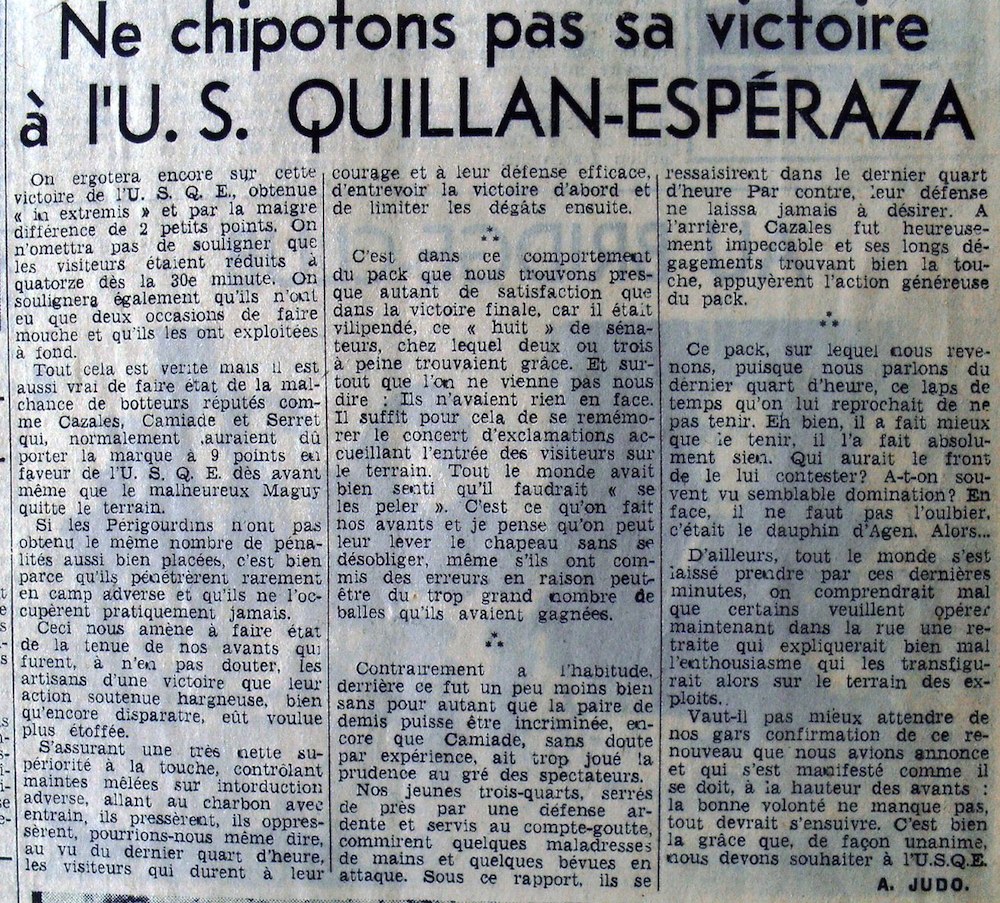 Ne chipotons pas sa victoire
à l'U. S. QUILLAN-ESPÉRAZA
On ergotera encore sur cette
victoire de l'U. S. Q. E., obtenue
« in extremis » et par la maigre
différence de 2 petits points. On
n'omettra pas de souligner que
les visiteurs étaient réduits à
quatorze dès la 30e minute. On
soulignera également qu'ils n'ont
eu que deux occasions de faire
mouche et qu'ils les ont exploitées
à fond.
Tout cela est verité mais il est
aussi vrai de faire état de la mal-
chance de botteurs réputés com-
me Cazales, Camiade et Serret
qui, normalement auraient dû
porter la marque à 9 points en
faveur de l'U. S. Q. E. dès avant
même que le malheureux Maguy
quitte le terrain.
Si les Périgourdins n'ont pas
obtenu le même nombre de péna-
lités aussi bien placées, c'est bien
parce qu'ils pénétrèrent rarement
en camp adverse et qu'ils ne l'oc-
cupèrent pratiquement jamais.
Ceci nous amène à faire état
de la tenue de nos avants qui
furent, à n'en pas douter, les
artisans d'une victoire que leur
action soutenue hargneuse, bien
qu'encore disparatre, eût voulue
plus étoffée.
S'assurant une très nette su-
périorité à la touche, contrôlant
maintes mêlées sur intorduction
adverse, allant au charbon avec
entrain, ils pressèrent, ils oppres-
sèrent, pourrions-nous même dire,
au vu du dernier quart d'heure,
les visiteurs qui durent à leur
courage et à leur défense efficace,
d'entrevoir la victoire d'abord et
de limiter les dégâts ensuite.
⁂
C'est dans ce comportement
du pack que nous trouvons pres-
que autant de satisfaction que
dans la victoire finale, car il était
vilipendé, ce « huit » de séna-
teurs, chez lequel deux ou trois
à peine trouvaient grâce. Et sur-
tout que l'on ne vienne pas nous
dire : Ils n'avaient rien en face.
Il suffit pour cela de se remémo-
rer le concert d'exclamations ac-
cueillant l'entrée des visiteurs sur
le terrain. Tout le monde avait
bien senti qu'il faudrait « se
les peler ». C'est ce qu'on fait
nos avants et je pense qu'on peut
leur lever le chapeau sans se
désobliger, même s'ils ont com-
mis des erreurs en raison peut-
être du trop grand nombre de
balles qu'ils avaient gagnées.
⁂
Contrairement a l'habitude,
derrière ce fut un peu moins bien
sans pour autant que la paire de
demis puisse être incriminée, en-
core que Camiade, sans doute
par expérience, ait trop joué la
prudence au gré des spectateurs.
Nos jeunes trois-quarts, serrés
de près par une défense ar-
dente et servis au compte-goutte,
commirent quelques maladresses
de mains et quelques bévues en
attaque. Sous ce rapport, ils se
ressaisirent dans le dernier quart
d'heure Par contre, leur défense
ne laissa jamais à désirer. A
l'arrière, Cazales fut heureuse-
ment impeccable et ses longs dé-
gagements trouvant bien la tou-
che, appuyèrent l'action généreuse
du pack.
⁂
Ce pack, sur lequel nous reve-
nons, puisque nous parlons du
dernier quart d'heure, ce laps de
temps qu'on lui reprochait de ne
pas tenir. Eh bien, il a fait mieux
que le tenir, il l'a fait absolu-
ment sien. Qui aurait le front
de le lui contester? A-t-on sou-
vent vu semblable domination? En
face, il ne faut pas l'oulbier,
c'était le dauphin d'Agen. Alors...
D'ailleurs, tout le monde s'est
laissé prendre par ces dernières
minutes, on comprendrait mal
que certains veuillent opérer
maintenant dans la rue une re-
traite qui expliquerait bien mal
l'enthousiasme qui les transfigu-
rait alors sur le terrain des ex-
ploits..
Vaut-il pas mieux attendre de
nos gars confirmation de ce re-
nouveau que nous avions annonce
et qui s'est manifesté comme il
se doit, à la hauteur des avants :
la bonne volonté ne manque pas,
tout devrait s'ensuivre. C'est bien
la grâce que, de façon unanime,
nous devons souhaiter à l'U.S.Q.E.
A. JUDO.